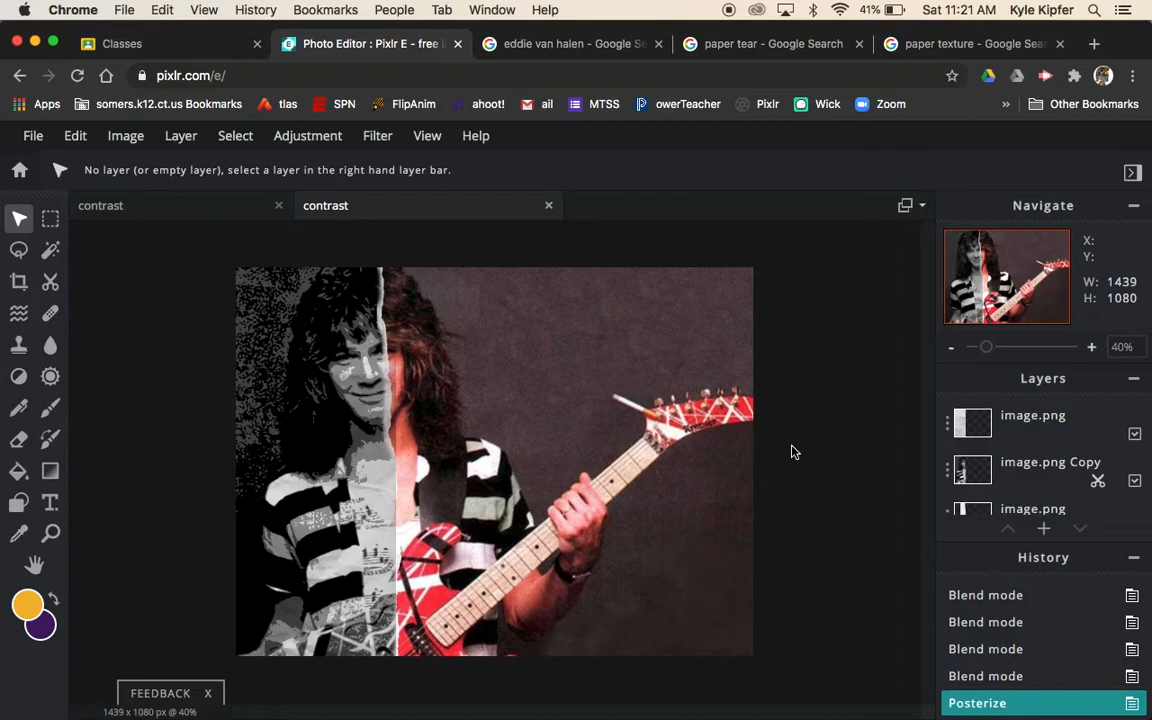 Chrome File Edit View History Bookmarks People Tab Window Help 41% Sat 11:21 AM Kyle Kipfer
Classes Photo Editor : Pixlr E - free i eddie van halen - Google Se paper tear - Google Search paper texture - Google Sea
pixlr.com/e/
Apps somers.k12.ct.us Bookmarks tlas SPN FlipAnim ahoot! ail MTSS owerTeacher Pixlr Wick Zoom » Other Bookmarks
File Edit Image Layer Select Adjustment Filter View Help
No layer (or empty layer), select a layer in the right hand layer bar.
contrast contrast Navigate
X:
Y:
W: 1439
H: 1080
- + 40%
Layers
image.png
image.png Copy
image.png
History
Blend mode
Blend mode
Blend mode
Blend mode
Posterize
FEEDBACK X
1439 x 1080 px @ 40%